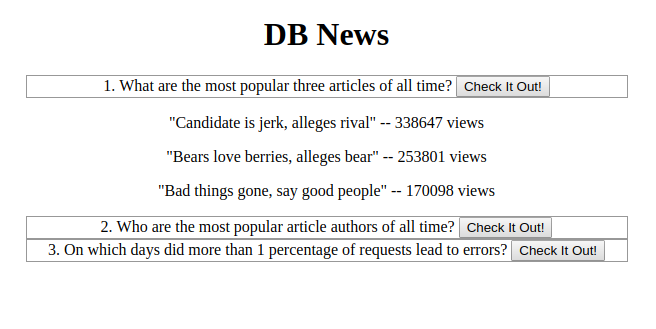 DB News
1. What are the most popular three articles of all time? Check It Out!
"Candidate is jerk, alleges rival" -- 338647 views
"Bears love berries, alleges bear" -- 253801 views
"Bad things gone, say good people" -- 170098 views
2. Who are the most popular article authors of all time? Check It Out!
3. On which days did more than 1 percentage of requests lead to errors? Check It Out!